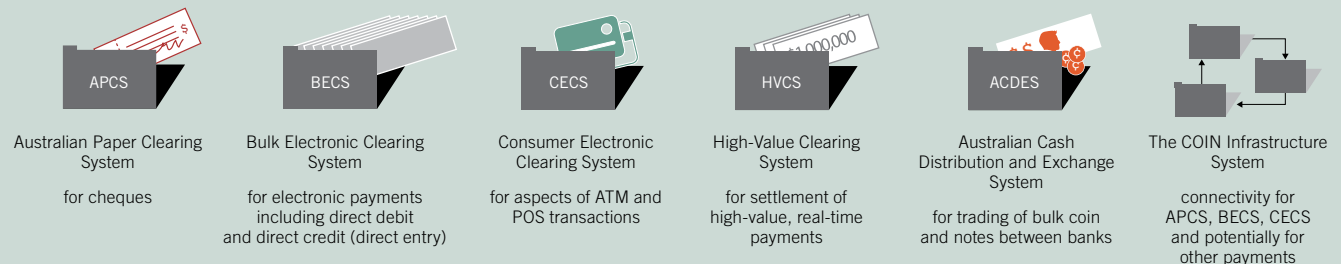 APCS
Australian Paper Clearing
System
for cheques
BECS
Bulk Electronic Clearing
System
for electronic payments
including direct debit
and direct credit (direct entry)
CECS
Consumer Electronic
Clearing System
for aspects of ATM and
POS transactions
$1,000,000
HVCS
High-Value Clearing
System
for settlement of
high-value, real-time
payments
ACDES
Australian Cash
Distribution and Exchange
System
for trading of bulk coin
and notes between banks
The COIN Infrastructure
System
connectivity for
APCS, BECS, CECS
and potentially for
other payments